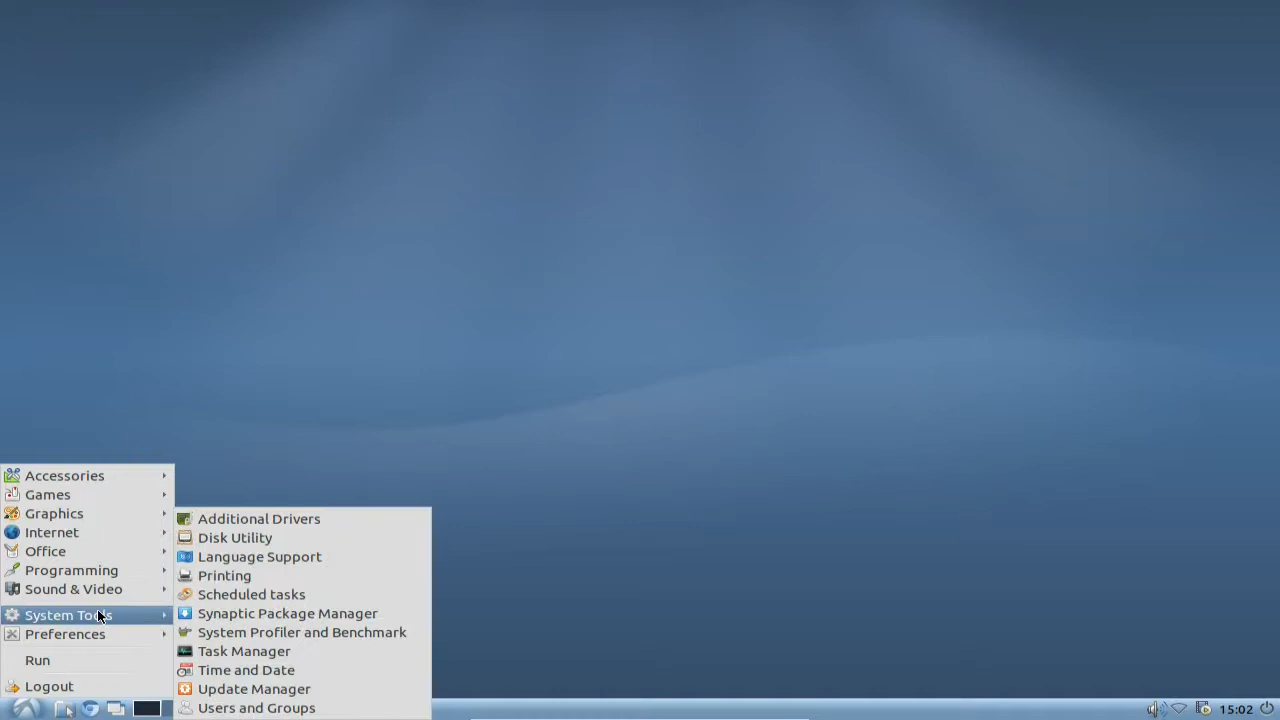 Accessories
Games
Graphics
Internet
Office
Programming
Sound & Video
System Tools
Preferences
Run
Logout
Additional Drivers
Disk Utility
Language Support
Printing
Scheduled tasks
Synaptic Package Manager
System Profiler and Benchmark
Task Manager
Time and Date
Update Manager
Users and Groups
15:02